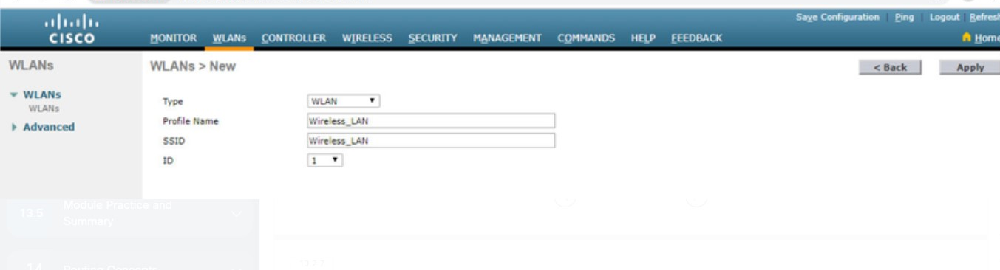 Save Configuration | Ping | Logout | Refresh
CISCO
MONITOR WLANs CONTROLLER WIRELESS SECURITY MANAGEMENT COMMANDS HELP FEEDBACK
Home
WLANs
WLANs > New
< Back
Apply
WLANs
WLANs
Advanced
Type WLAN
Profile Name Wireless_LAN
SSID Wireless_LAN
ID 1
13.5 Module Practice and
Summary
14 Routing Concepts
13.2.7